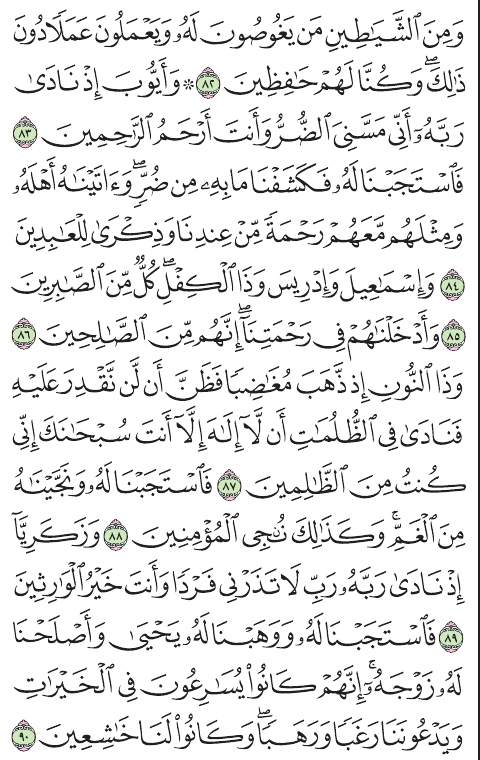 وَمِنَ ٱلشَّيَٰطِينِ مَن يَغُوصُونَ لَهُۥ وَيَعْمَلُونَ عَمَلًا دُونَ
ذَٰلِكَۖ وَكُنَّا لَهُمْ حَٰفِظِينَ ٨٢ ۞ وَأَيُّوبَ إِذْ نَادَىٰ
رَبَّهُۥٓ أَنِّي مَسَّنِيَ ٱلضُّرُّ وَأَنتَ أَرْحَمُ ٱلرَّٰحِمِينَ ٨٣
فَٱسْتَجَبْنَا لَهُۥ فَكَشَفْنَا مَا بِهِۦ مِن ضُرّٖۖ وَءَاتَيْنَٰهُ أَهْلَهُۥ
وَمِثْلَهُم مَّعَهُمْ رَحْمَةٗ مِّنْ عِندِنَا وَذِكْرَىٰ لِلْعَٰبِدِينَ
٨٤ وَإِسْمَٰعِيلَ وَإِدْرِيسَ وَذَا ٱلْكِفْلِۖ كُلّٞ مِّنَ ٱلصَّٰبِرِينَ
٨٥ وَأَدْخَلْنَٰهُمْ فِي رَحْمَتِنَآۖ إِنَّهُم مِّنَ ٱلصَّٰلِحِينَ ٨٦
وَذَا ٱلنُّونِ إِذ ذَّهَبَ مُغَٰضِبٗا فَظَنَّ أَن لَّن نَّقْدِرَ عَلَيْهِ
فَنَادَىٰ فِي ٱلظُّلُمَٰتِ أَن لَّآ إِلَٰهَ إِلَّآ أَنتَ سُبْحَٰنَكَ إِنِّي
كُنتُ مِنَ ٱلظَّٰلِمِينَ ٨٧ فَٱسْتَجَبْنَا لَهُۥ وَنَجَّيْنَٰهُ
مِنَ ٱلْغَمِّۚ وَكَذَٰلِكَ نُۨجِي ٱلْمُؤْمِنِينَ ٨٨ وَزَكَرِيَّآ
إِذْ نَادَىٰ رَبَّهُۥ رَبِّ لَا تَذَرْنِي فَرْدٗا وَأَنتَ خَيْرُ ٱلْوَٰرِثِينَ
٨٩ فَٱسْتَجَبْنَا لَهُۥ وَوَهَبْنَا لَهُۥ يَحْيَىٰ وَأَصْلَحْنَا
لَهُۥ زَوْجَهُۥٓۚ إِنَّهُمْ كَانُوا۟ يُسَٰرِعُونَ فِي ٱلْخَيْرَٰتِ
وَيَدْعُونَنَا رَغَبٗا وَرَهَبٗاۖ وَكَانُوا۟ لَنَا خَٰشِعِينَ ٩٠